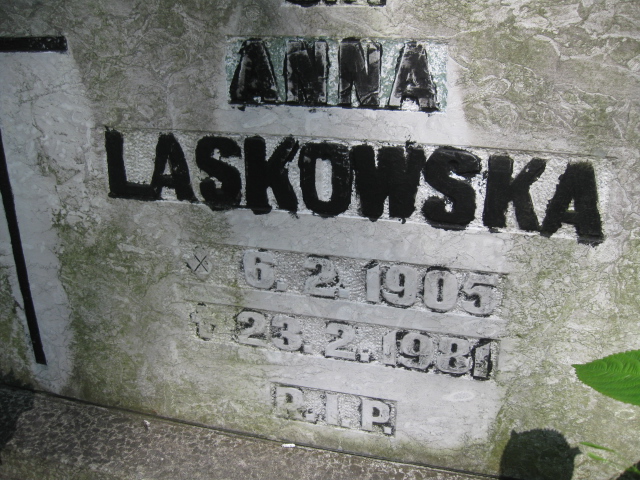 ANNA
LASKOWSKA
6. 2. 1905
† 23. 2. 1981
R.I.P.